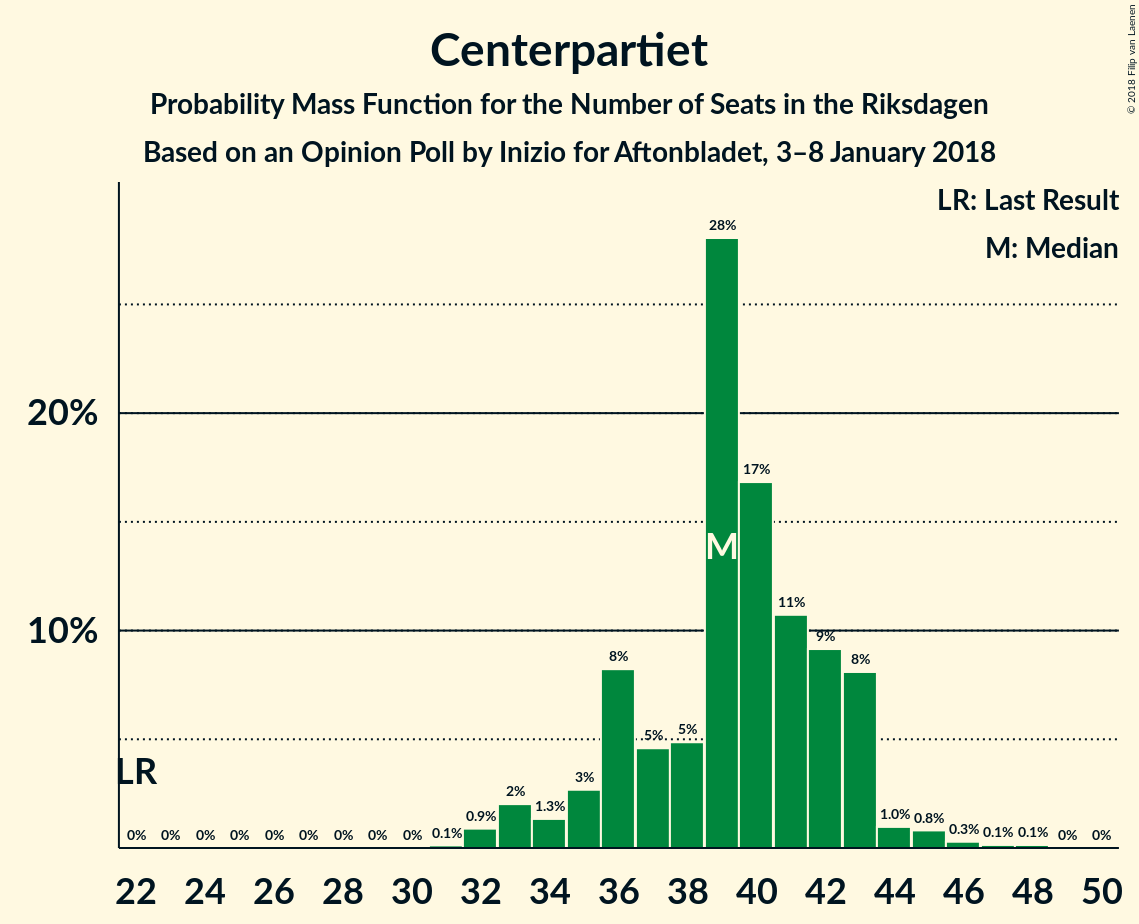 Centerpartiet
Probability Mass Function for the Number of Seats in the Riksdagen
Based on an Opinion Poll by Inizio for Aftonbladet, 3–8 January 2018
© 2018 Filip van Laenen
LR: Last Result
M: Median
28%
20%
17%
M
11%
10%
9%
8%
8%
5%
5%
LR
3%
2%
1.3%
0.9%
1.0%
0.8%
0% 0% 0% 0% 0% 0% 0% 0% 0% 0.1%
0.3% 0.1% 0.1% 0% 0%
22 24 26 28 30 32 34 36 38 40 42 44 46 48 50